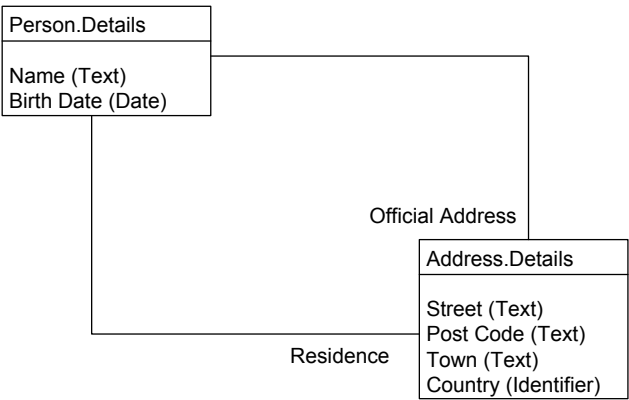 Person.Details
Name (Text)
Birth Date (Date)
Official Address
Address.Details
Street (Text)
Post Code (Text)
Town (Text)
Country (Identifier)
Residence